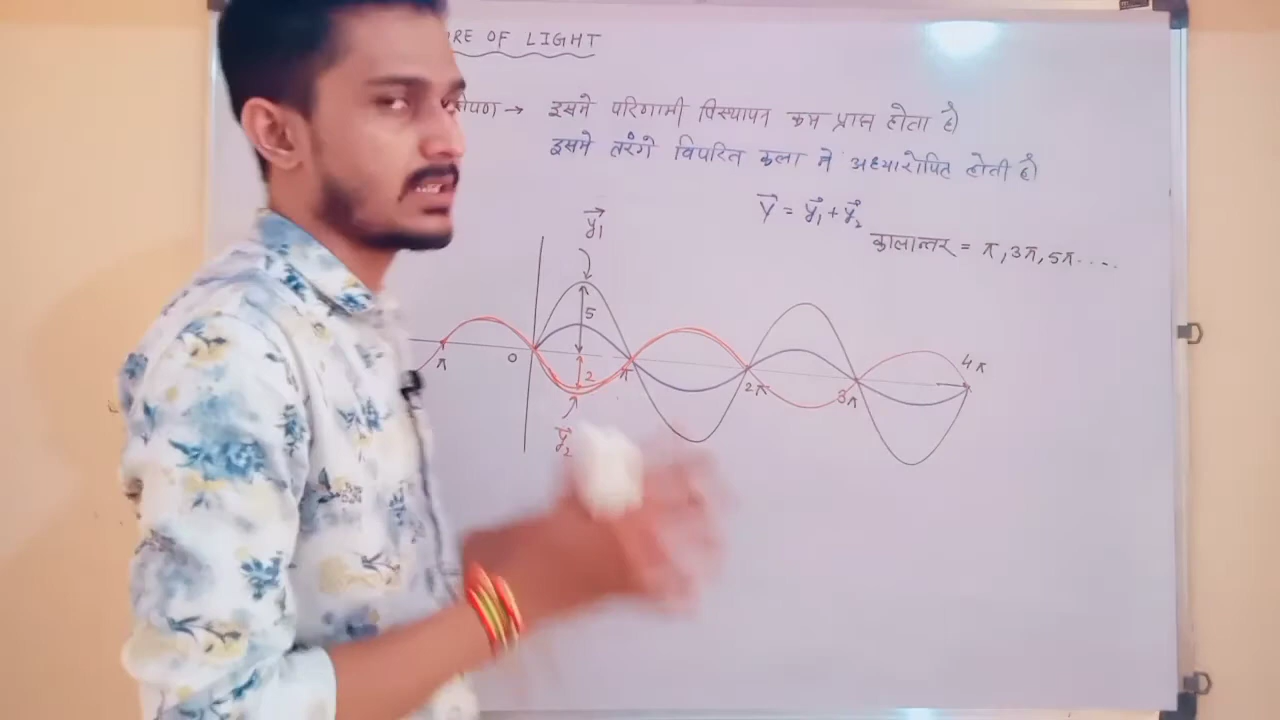 OF LIGHT
→ इसमे परिणामी विस्थापन कम प्राप्त होता है
इसमे तरंगे विपरित कला मे अध्यारोपित होती है
y⃗ = y⃗₁ + y⃗₂
कालान्तर = π, 3π, 5π....
y⃗₁
5
π
0
2
π
2π
3π
4π
y⃗₂